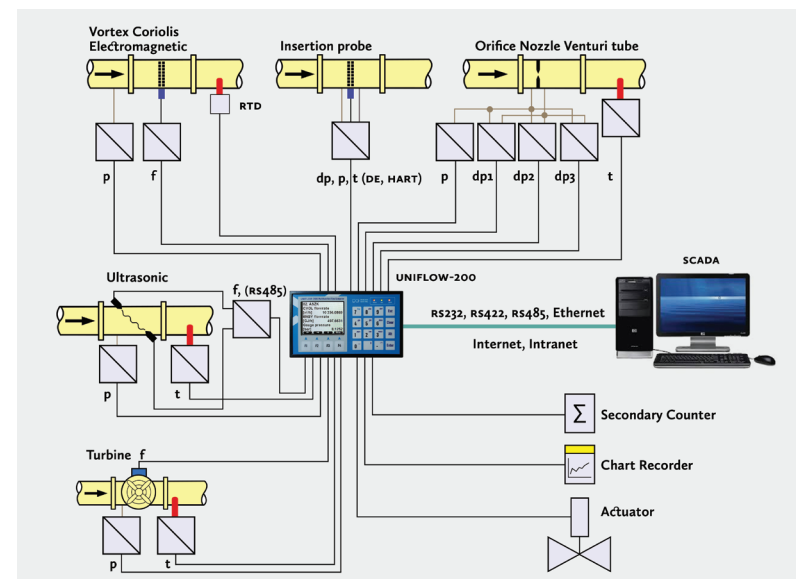 Vortex Coriolis
Electromagnetic
Insertion probe
Orifice Nozzle Venturi tube
RTD
p
f
dp, p, t (DE, HART)
p
dp1
dp2
dp3
t
UNIFLOW-200
SCADA
Ultrasonic
f, (RS485)
p
t
RS232, RS422, RS485, Ethernet
Internet, Intranet
Σ
Secondary Counter
Chart Recorder
Actuator
Turbine f
p
t